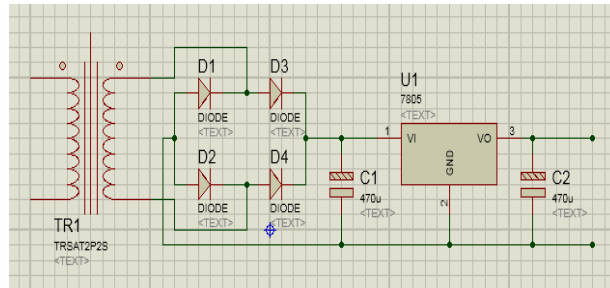 D1
DIODE
<TEXT>
D3
DIODE
<TEXT>
D2
DIODE
<TEXT>
D4
DIODE
<TEXT>
TR1
TRSAT2P2S
<TEXT>
C1
470u
<TEXT>
U1
7805
<TEXT>
1
VI
VO
3
GND
2
C2
470u
<TEXT>